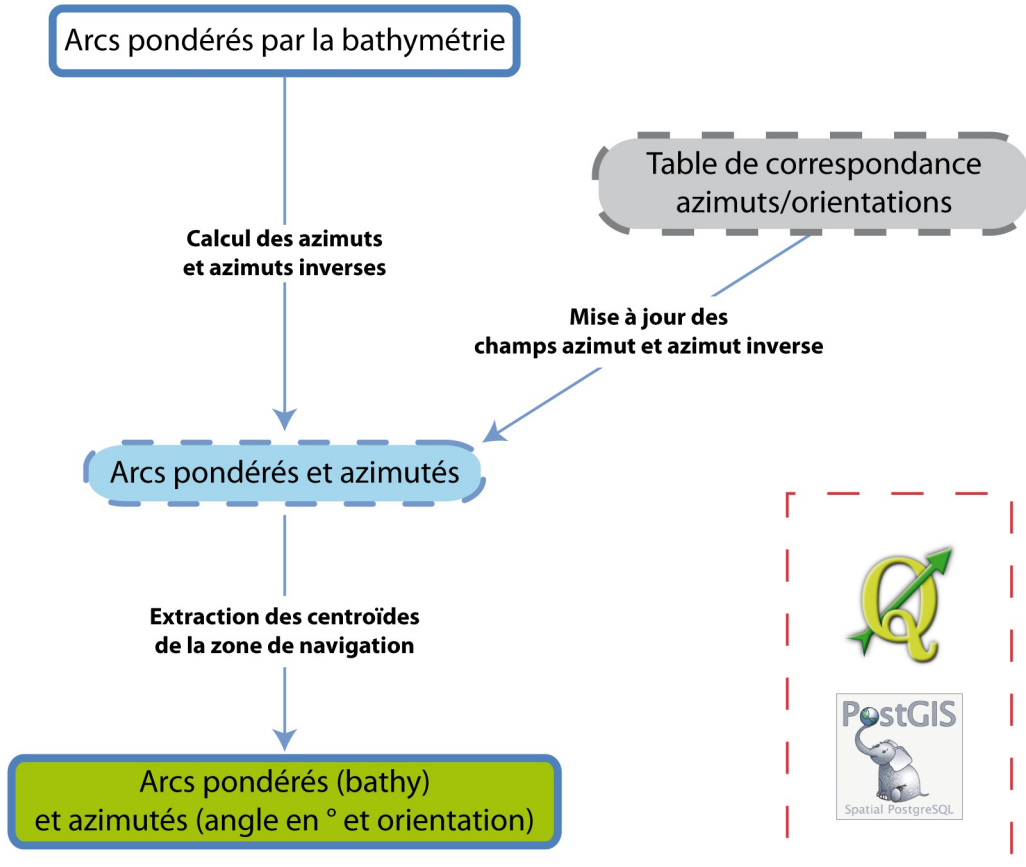 Arcs pondérés par la bathymétrie
Table de correspondance
azimuts/orientations
Calcul des azimuts
et azimuts inverses
Mise à jour des
champs azimut et azimut inverse
Arcs pondérés et azimutés
Extraction des centroïdes
de la zone de navigation
Arcs pondérés (bathy)
et azimutés (angle en ° et orientation)
Q
PostGIS
Spatial PostgreSQL